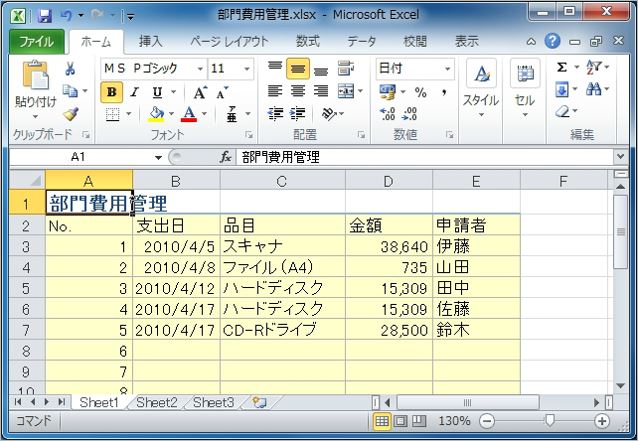 部門費用管理.xlsx - Microsoft Excel
ファイル ホーム 挿入 ページ レイアウト 数式 データ 校閲 表示
貼り付け MS Pゴシック 11 日付 スタイル セル
B I U A A % ,
クリップボード フォント 配置 数値 編集
A1 fx 部門費用管理
A B C D E F
1 部門費用管理
2 No. 支出日 品目 金額 申請者
3 1 2010/4/5 スキャナ 38,640 伊藤
4 2 2010/4/8 ファイル(A4) 735 山田
5 3 2010/4/12 ハードディスク 15,309 田中
6 4 2010/4/17 ハードディスク 15,309 佐藤
7 5 2010/4/17 CD-Rドライブ 28,500 鈴木
8 6
9 7
10 8
Sheet1 Sheet2 Sheet3
コマンド 130%